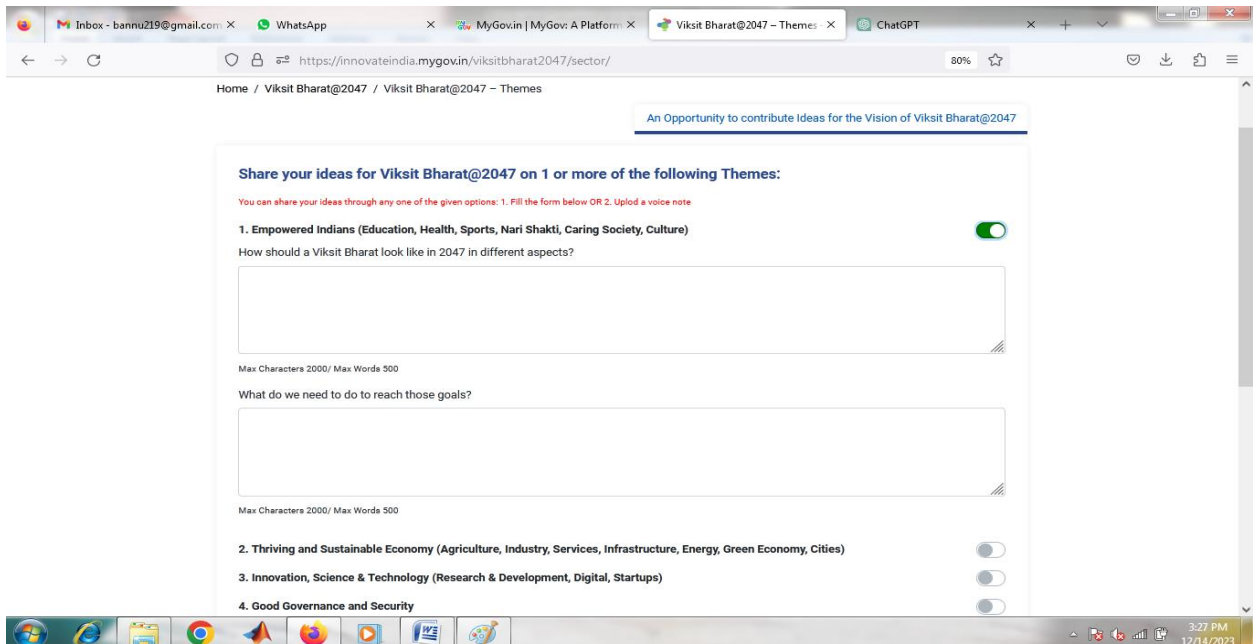 Inbox - bannu219@gmail.com
WhatsApp
MyGov.in | MyGov: A Platform
Viksit Bharat@2047 – Themes -
ChatGPT
https://innovateindia.mygov.in/viksitbharat2047/sector/
80%
Home / Viksit Bharat@2047 / Viksit Bharat@2047 – Themes
An Opportunity to contribute Ideas for the Vision of Viksit Bharat@2047
Share your ideas for Viksit Bharat@2047 on 1 or more of the following Themes:
You can share your ideas through any one of the given options: 1. Fill the form below OR 2. Uplod a voice note
1. Empowered Indians (Education, Health, Sports, Nari Shakti, Caring Society, Culture)
How should a Viksit Bharat look like in 2047 in different aspects?
Max Characters 2000/ Max Words 500
What do we need to do to reach those goals?
Max Characters 2000/ Max Words 500
2. Thriving and Sustainable Economy (Agriculture, Industry, Services, Infrastructure, Energy, Green Economy, Cities)
3. Innovation, Science & Technology (Research & Development, Digital, Startups)
4. Good Governance and Security
3:27 PM
12/14/2023